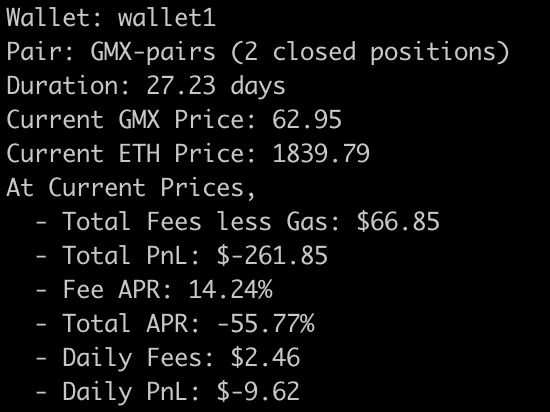 Wallet: wallet1
Pair: GMX-pairs (2 closed positions)
Duration: 27.23 days
Current GMX Price: 62.95
Current ETH Price: 1839.79
At Current Prices,
  - Total Fees less Gas: $66.85
  - Total PnL: $-261.85
  - Fee APR: 14.24%
  - Total APR: -55.77%
  - Daily Fees: $2.46
  - Daily PnL: $-9.62